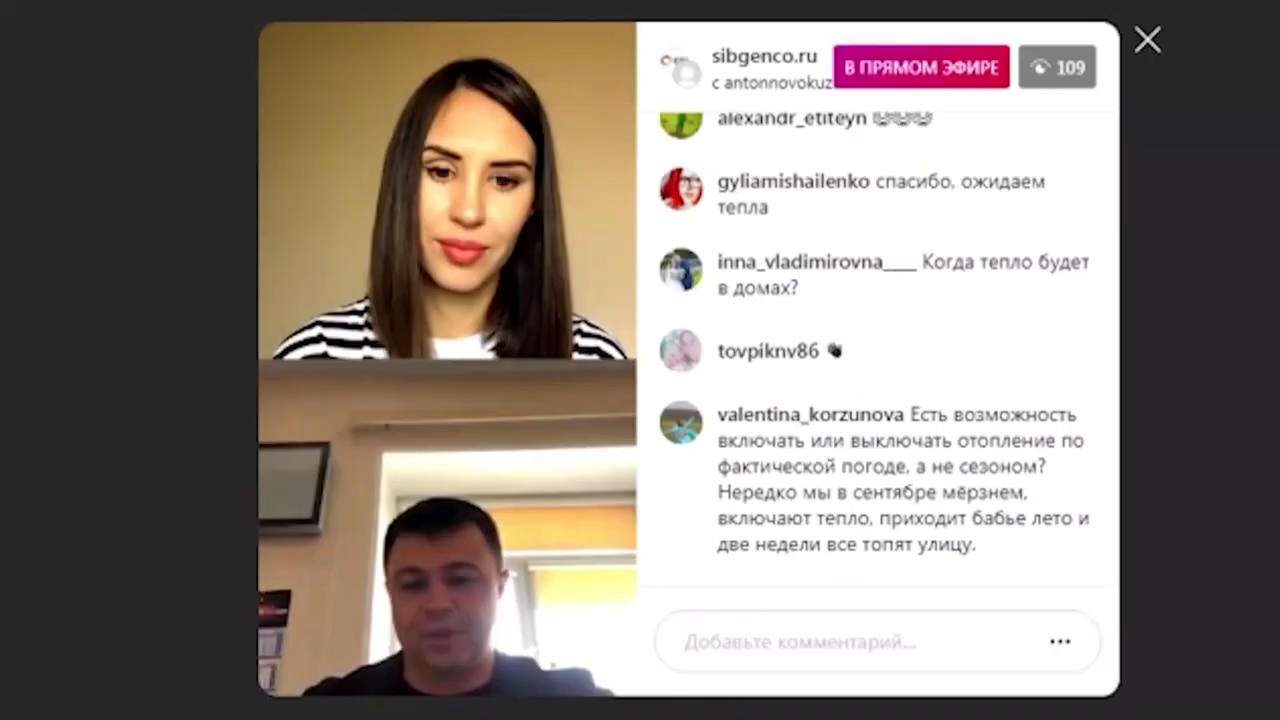 sibgenco.ru
с antonnovokuz
В ПРЯМОМ ЭФИРЕ
109
alexandr_etiteyn
gyliamishailenko спасибо, ожидаем
тепла
inna_vladimirovna____ Когда тепло будет
в домах?
tovpiknv86
valentina_korzunova Есть возможность
включать или выключать отопление по
фактической погоде, а не сезоном?
Нередко мы в сентябре мёрзнем,
включают тепло, приходит бабье лето и
две недели все топят улицу.
Добавьте комментарий...